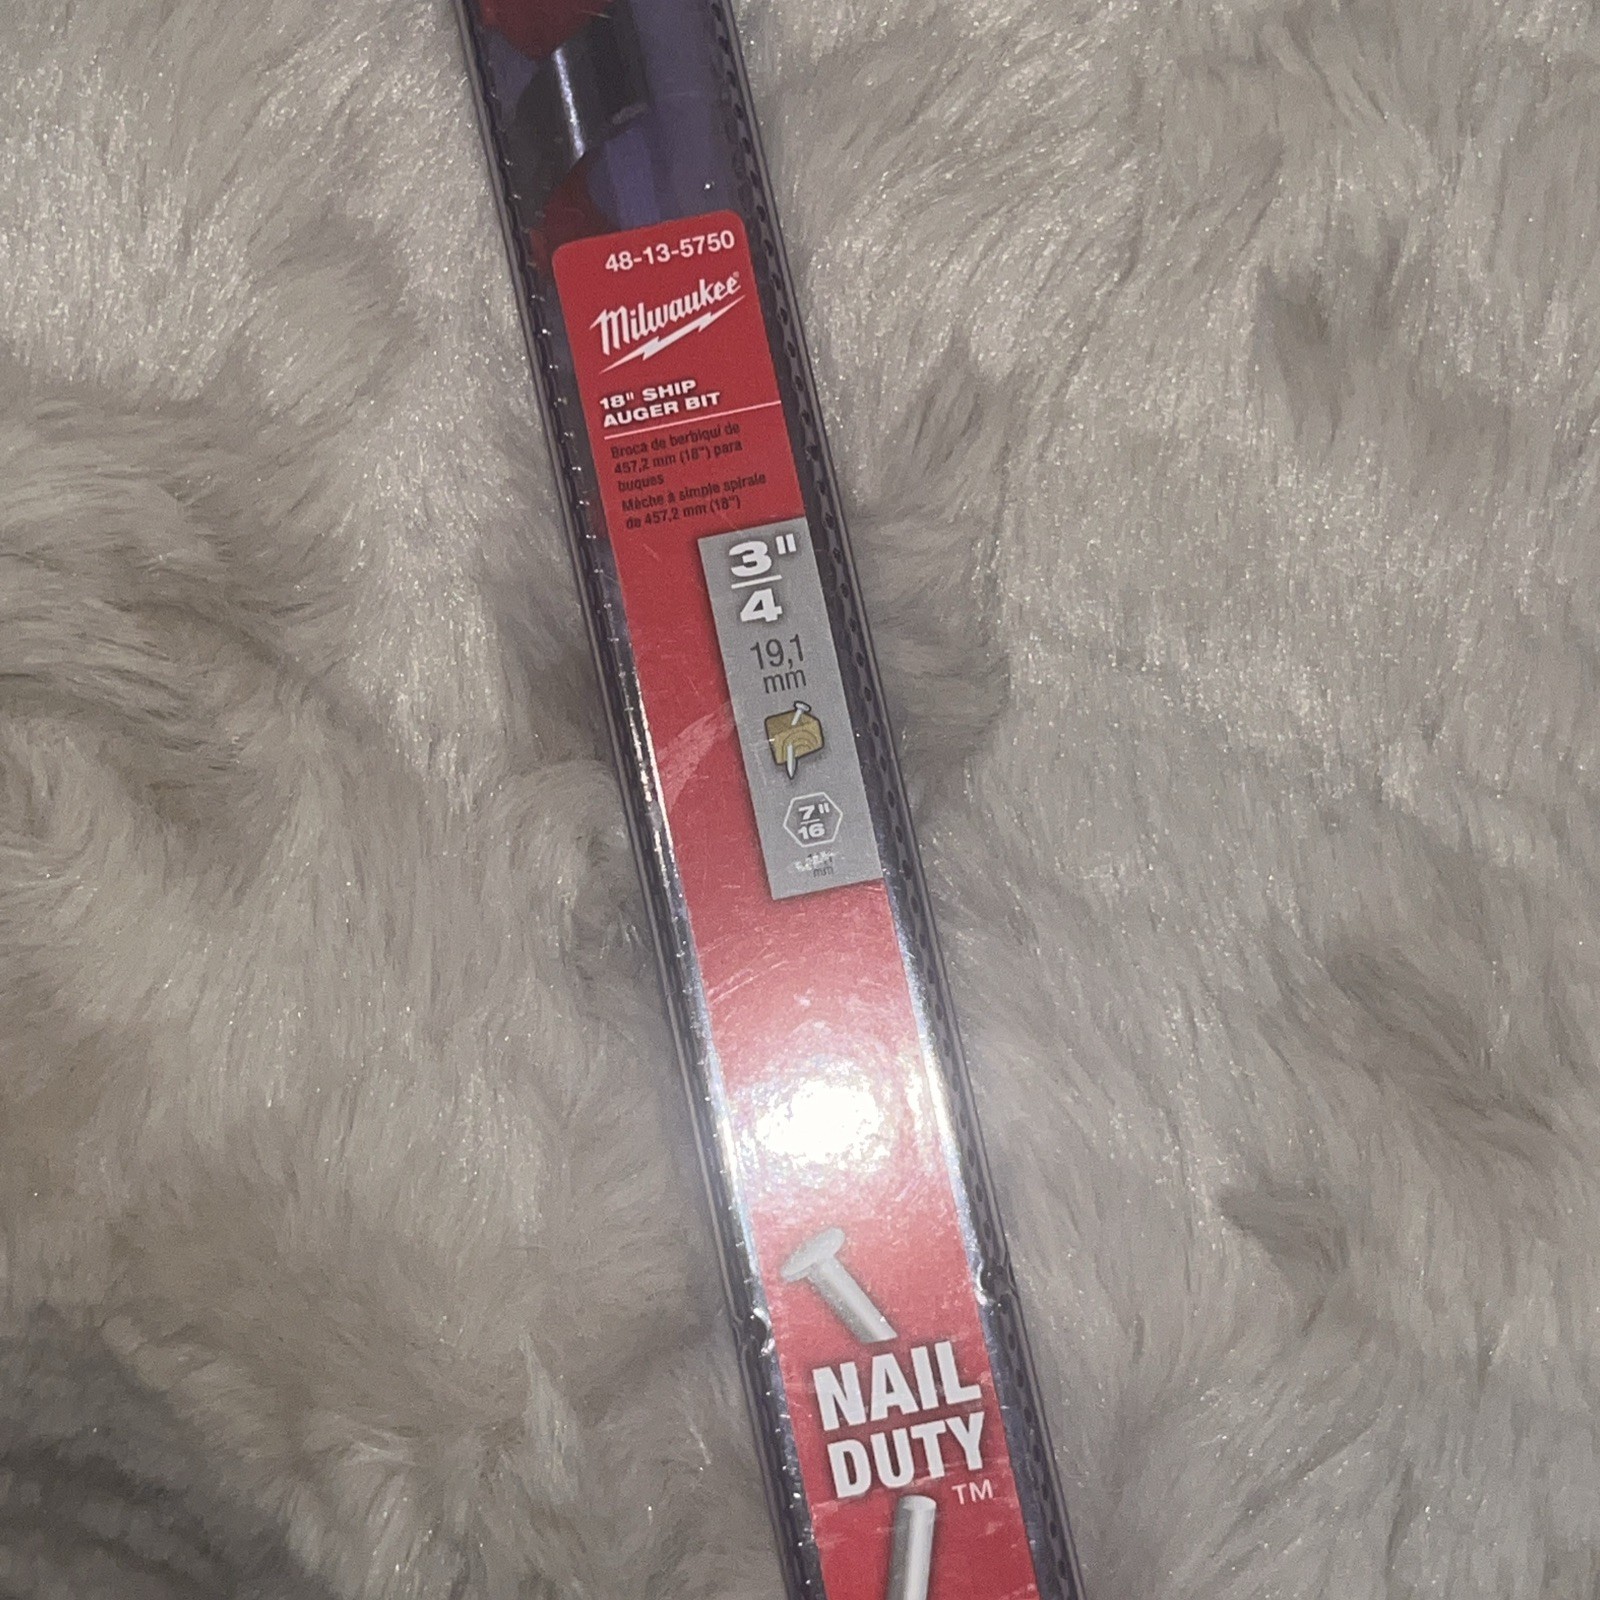 48-13-5750
Milwaukee®
18" SHIP
AUGER BIT
Broca de berbiquí de
457,2 mm (18") para
buques
Mèche à simple spirale
de 457,2 mm (18")
3"
4
19,1
mm
7"
16
mm
NAIL
DUTY
TM